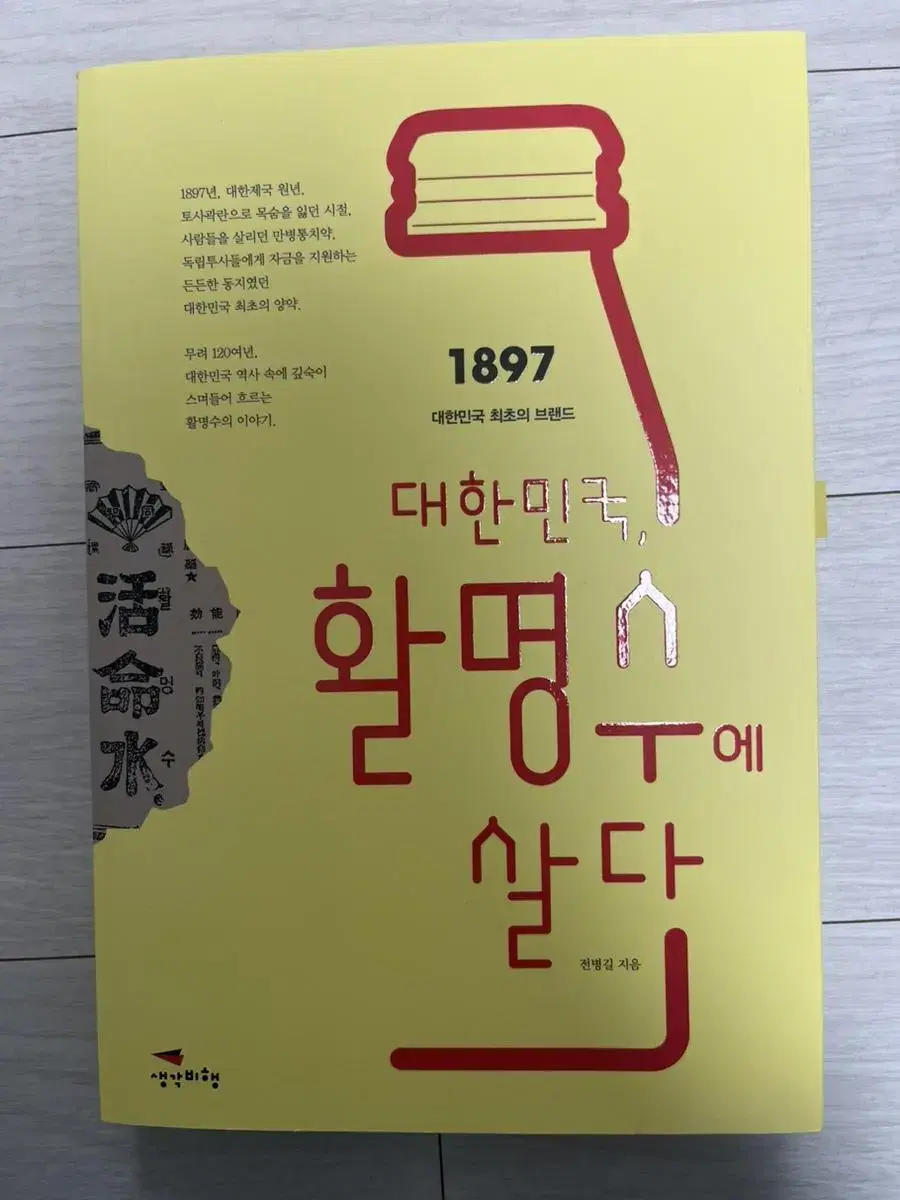 1897년, 대한제국 원년.
토사곽란으로 목숨을 잃던 시절,
사람들을 살리던 만병통치약.
독립투사들에게 자금을 지원하는
든든한 동지였던
대한민국 최초의 양약.
무려 120여년.
대한민국 역사 속에 깊숙이
스며들어 흐르는
활명수의 이야기.
1897
대한민국 최초의 브랜드
대한민국,
활명수에
살다
전병길 지음
活命水
활명수
効能
생각비행